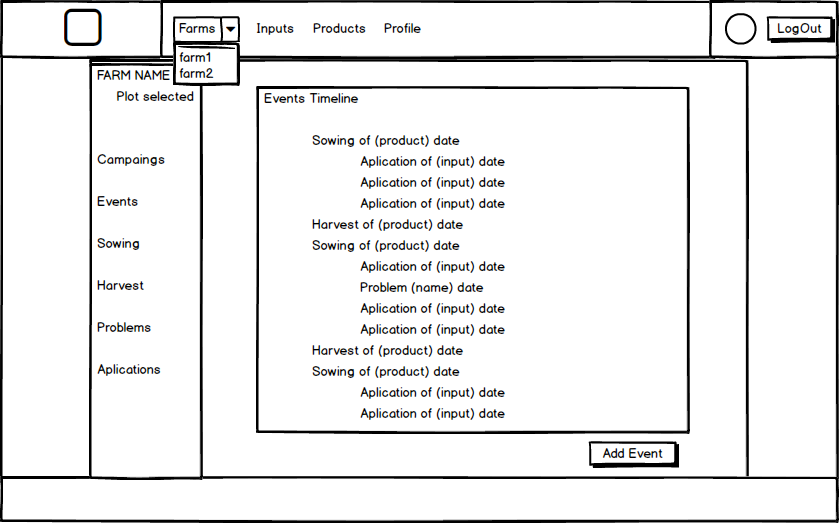 Farms
Inputs
Products
Profile
LogOut
farm1
farm2
FARM NAME
Plot selected
Campaings
Events
Sowing
Harvest
Problems
Aplications
Events Timeline
Sowing of (product) date
Aplication of (input) date
Aplication of (input) date
Aplication of (input) date
Harvest of (product) date
Sowing of (product) date
Aplication of (input) date
Problem (name) date
Aplication of (input) date
Aplication of (input) date
Harvest of (product) date
Sowing of (product) date
Aplication of (input) date
Aplication of (input) date
Add Event